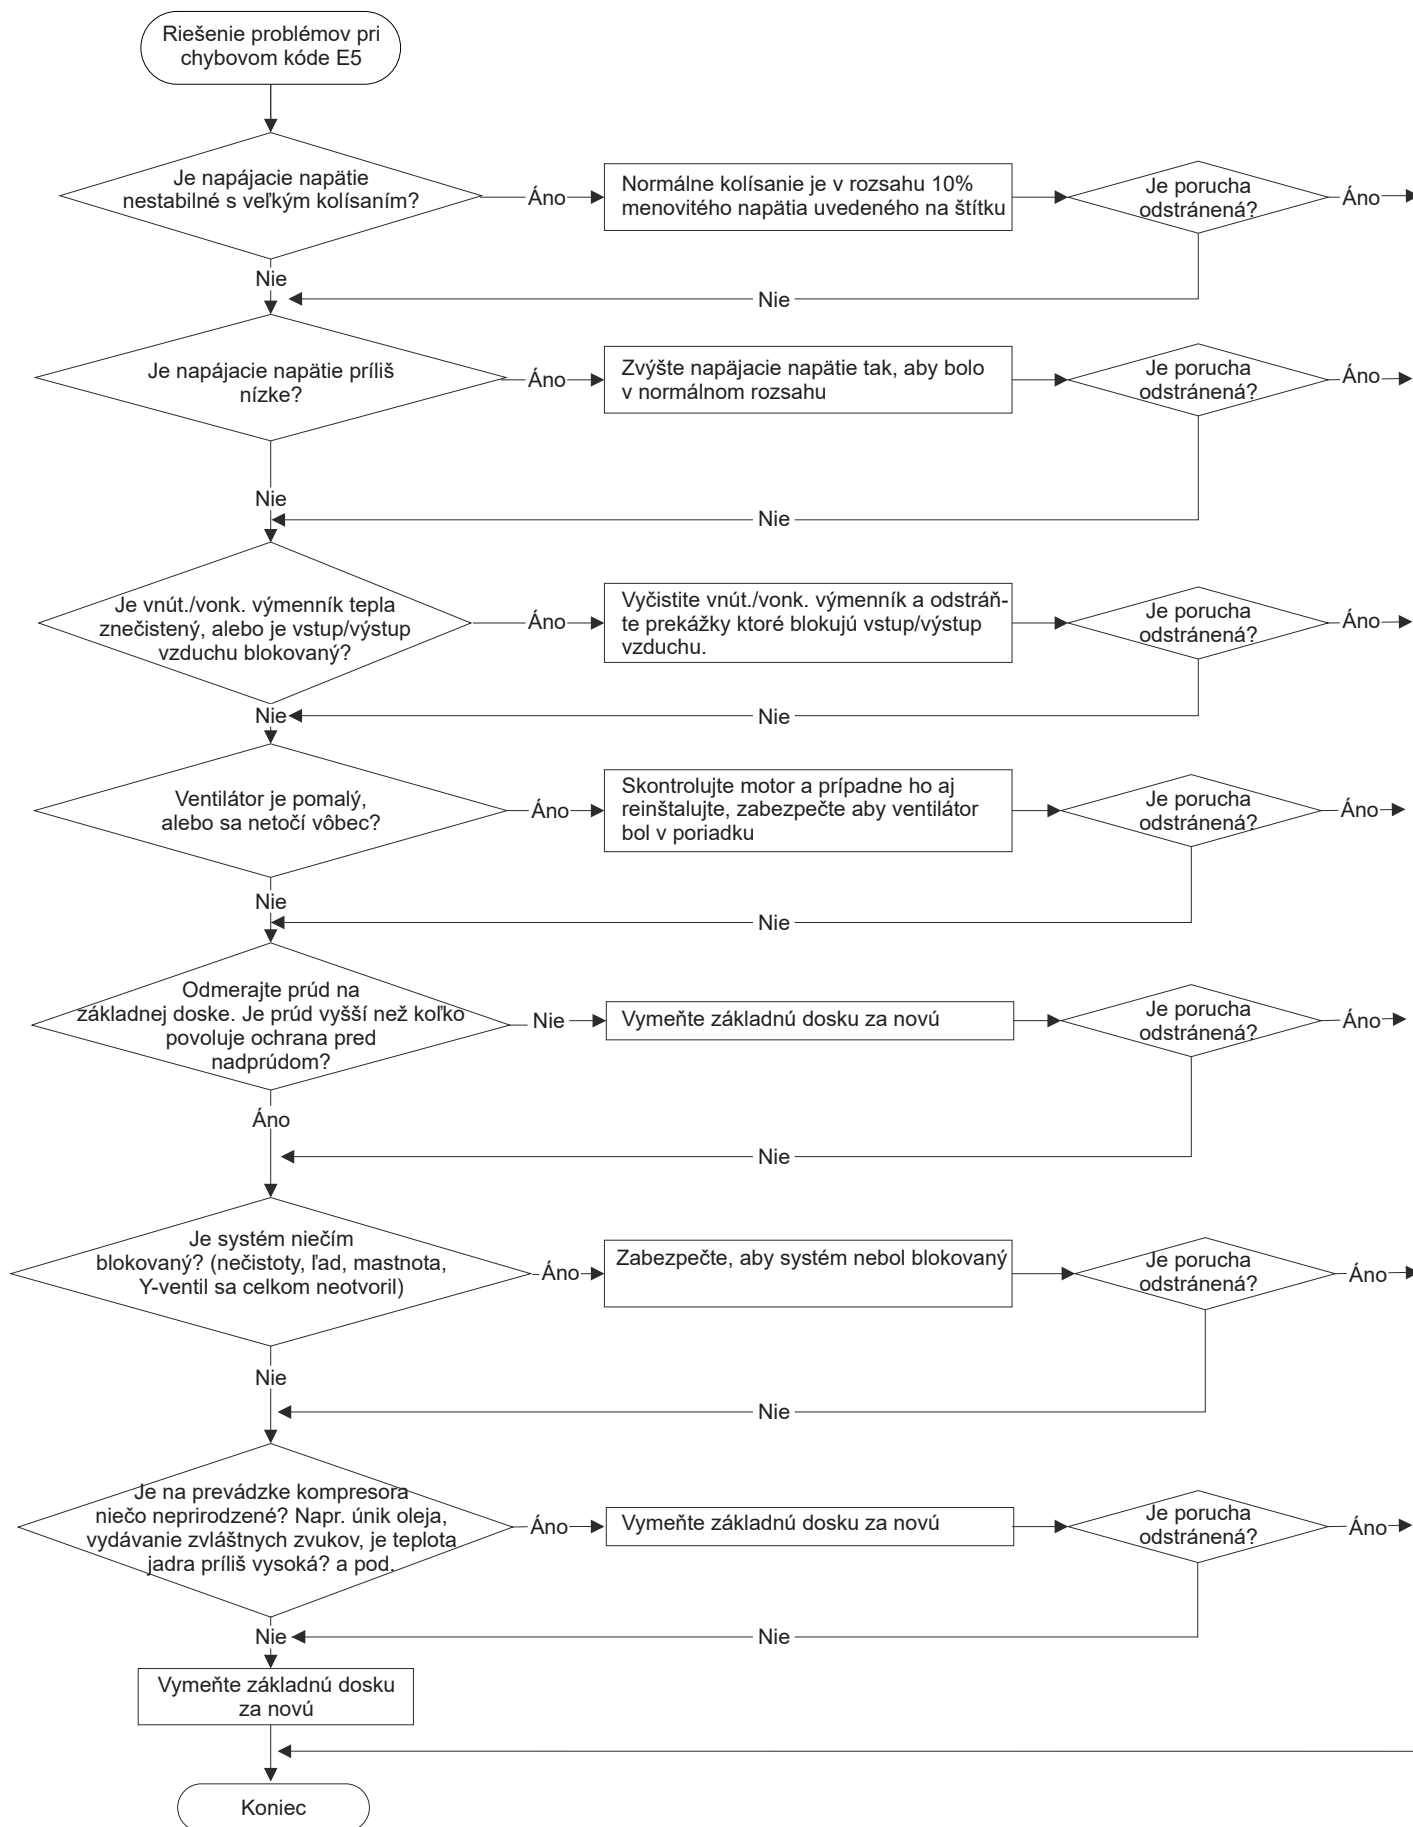 Riešenie problémov pri
chybovom kóde E5
Je napájacie napätie
nestabilné s veľkým kolísaním?
Áno
Normálne kolísanie je v rozsahu 10%
menovitého napätia uvedeného na štítku
Je porucha
odstránená?
Áno
Nie
Nie
Je napájacie napätie príliš
nízke?
Áno
Zvýšte napäjacie napätie tak, aby bolo
v normálnom rozsahu
Je porucha
odstránená?
Áno
Nie
Nie
Je vnút./vonk. výmenník tepla
znečistený, alebo je vstup/výstup
vzduchu blokovaný?
Áno
Vyčistite vnút./vonk. výmenník a odstráň-
te prekážky ktoré blokujú vstup/výstup
vzduchu.
Je porucha
odstránená?
Áno
Nie
Nie
Ventilátor je pomalý,
alebo sa netočí vôbec?
Áno
Skontrolujte motor a prípadne ho aj
reinštalujte, zabezpečte aby ventilátor
bol v poriadku
Je porucha
odstránená?
Áno
Nie
Nie
Odmerajte prúd na
základnej doske. Je prúd vyšší než koľko
povoluje ochrana pred
nadprúdom?
Nie
Vymeňte základnú dosku za novú
Je porucha
odstránená?
Áno
Áno
Nie
Je systém niečím
blokovaný? (nečistoty, ľad, mastnota,
Y-ventil sa celkom neotvoril)
Áno
Zabezpečte, aby systém nebol blokovaný
Je porucha
odstránená?
Áno
Nie
Nie
Je na prevádzke kompresora
niečo neprirodzené? Napr. únik oleja,
vydávanie zvláštnych zvukov, je teplota
jadra príliš vysoká? a pod.
Áno
Vymeňte základnú dosku za novú
Je porucha
odstránená?
Áno
Nie
Nie
Vymeňte základnú dosku
za novú
Koniec